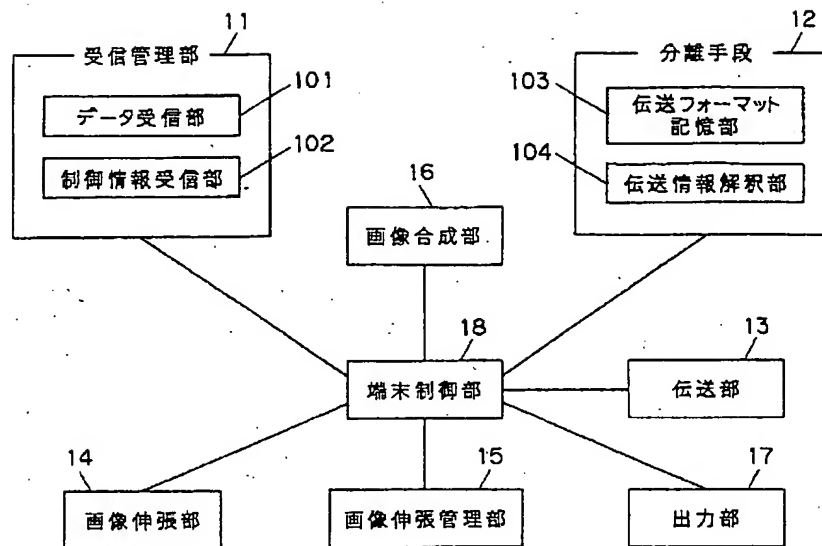 11
受信管理部
101
データ受信部
102
制御情報受信部
12
分離手段
103
伝送フォーマット
記憶部
104
伝送情報解釈部
16
画像合成部
18
端末制御部
13
伝送部
14
画像伸張部
15
画像伸張管理部
17
出力部